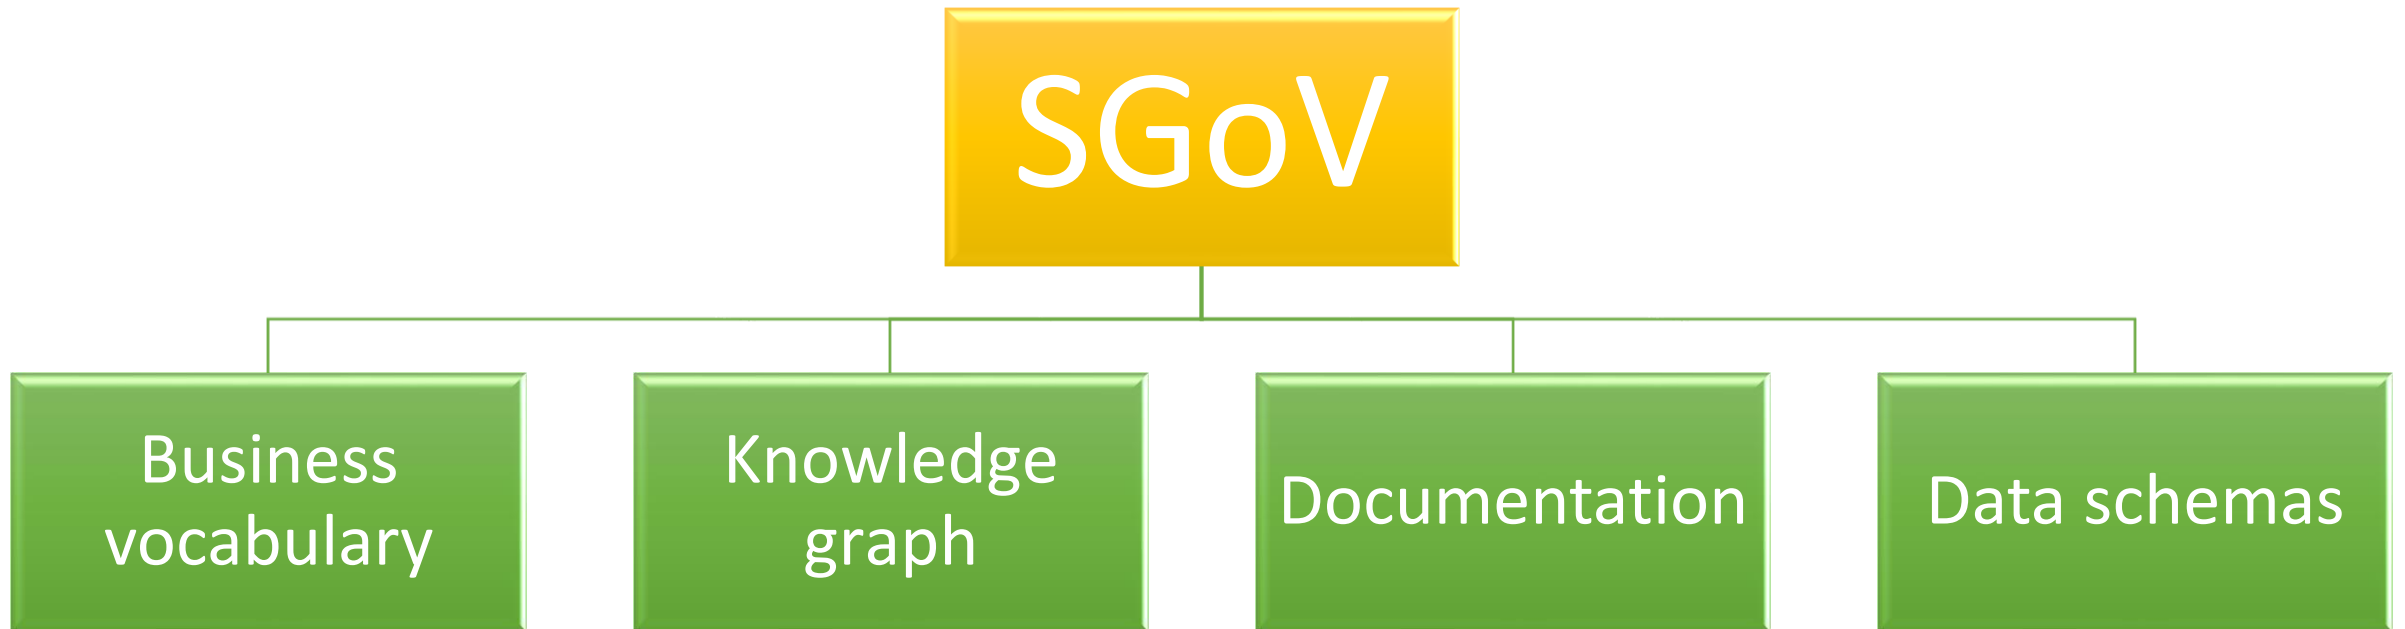 SGoV
Business
vocabulary
Knowledge
graph
Documentation
Data schemas